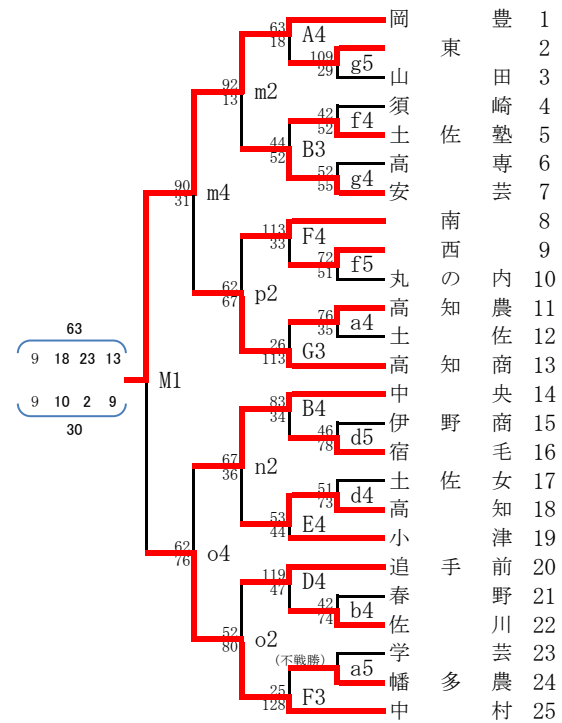 岡豊 1
63 A4
18
東 2
109 g5
29
山田 3
92 m2
13
須崎 4
42 f4
52
土佐塾 5
44 B3
52
高専 6
52 g4
55
安芸 7
90 m4
31
南 8
113 F4
33
西 9
72 f5
51
丸の内 10
62 p2
67
高知農 11
76 a4
35
土佐 12
26 G3
113
高知商 13
63
9 18 23 13
M1
9 10 2 9
30
中央 14
83 B4
34
伊野商 15
46 d5
78
宿毛 16
67 n2
36
土佐女 17
51 d4
73
高知 18
53 E4
44
小津 19
62 o4
76
追手前 20
119 D4
47
春野 21
42 b4
74
佐川 22
52 o2
80
学芸 23
(不戦勝) a5
幡多農 24
25 F3
128
中村 25